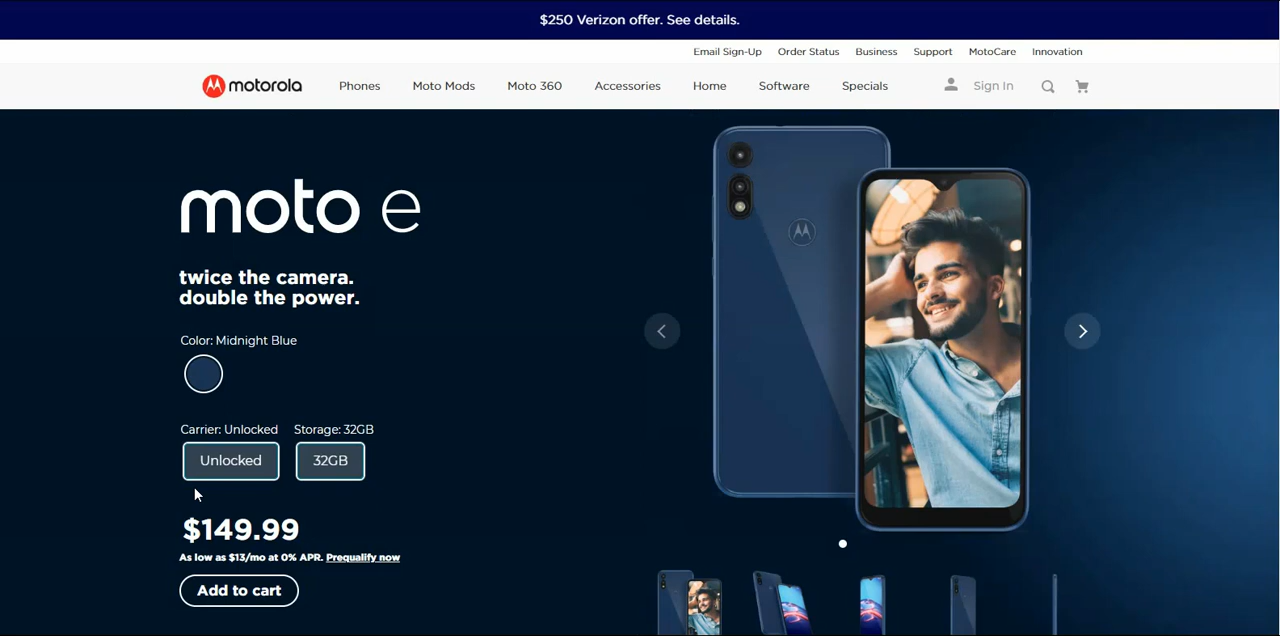 $250 Verizon offer. See details.
Email Sign-Up Order Status Business Support MotoCare Innovation
motorola Phones Moto Mods Moto 360 Accessories Home Software Specials Sign In
moto e
twice the camera.
double the power.
Color: Midnight Blue
Carrier: Unlocked Storage: 32GB
Unlocked 32GB
$149.99
As low as $13/mo at 0% APR. Prequalify now
Add to cart